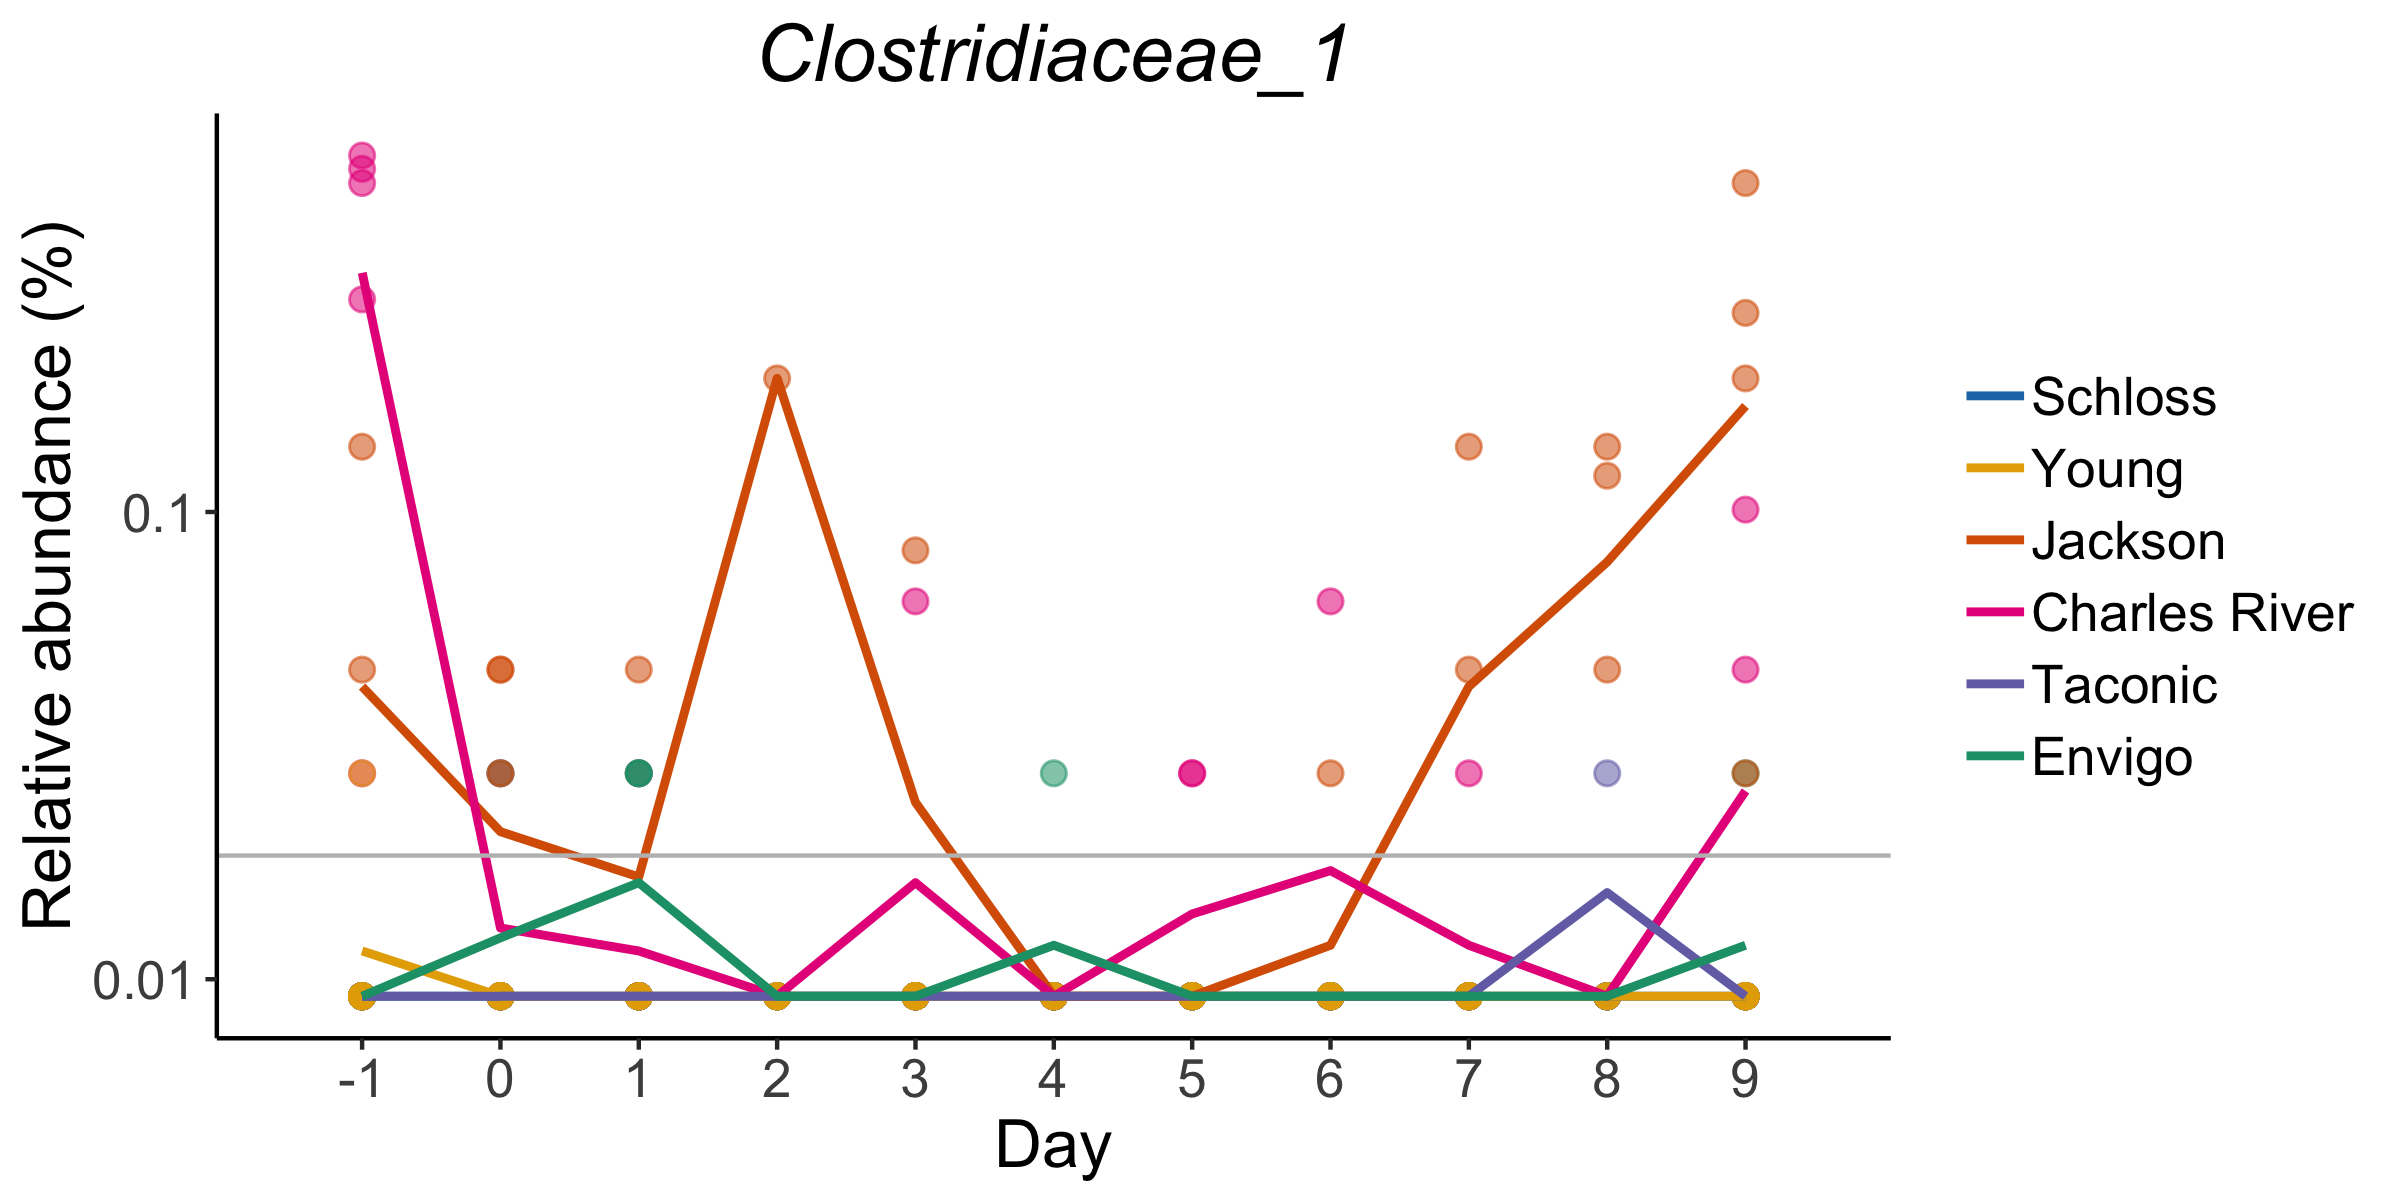 Clostridiaceae_1
Relative abundance (%)
0.1
0.01
-1 0 1 2 3 4 5 6 7 8 9
Day
Schloss
Young
Jackson
Charles River
Taconic
Envigo